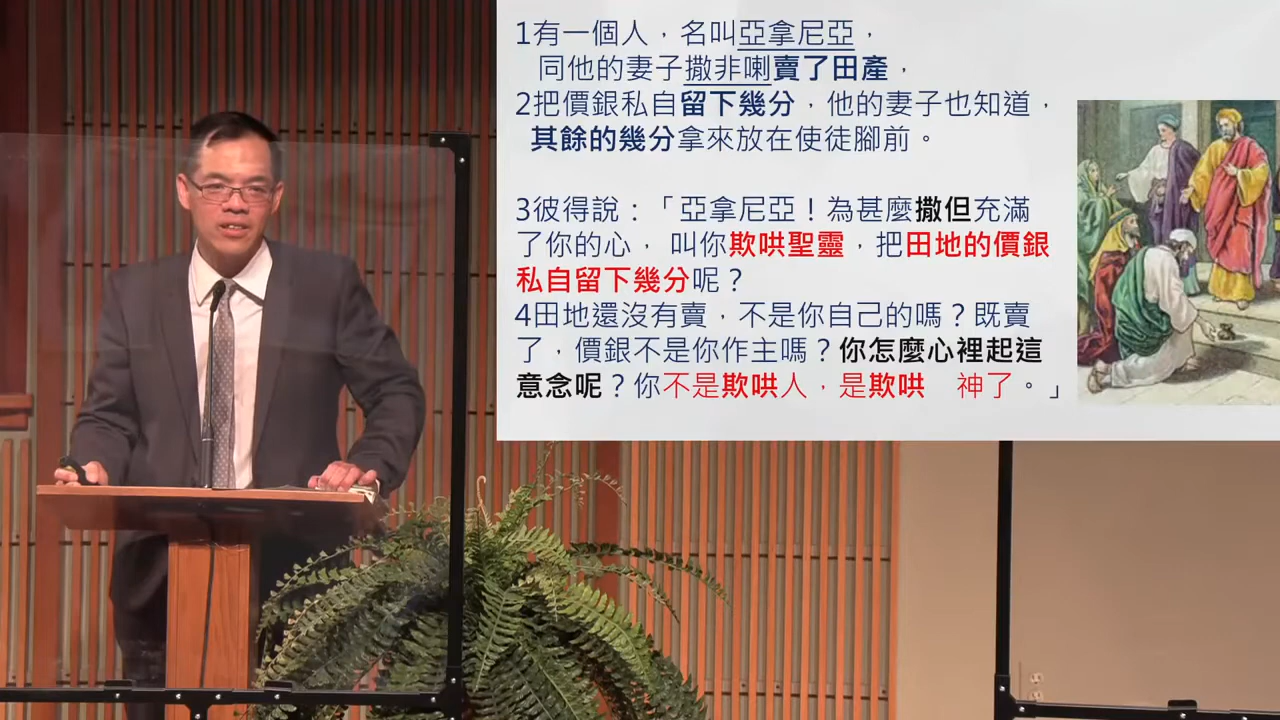 1有一個人，名叫亞拿尼亞，
同他的妻子撒非喇賣了田產，
2把價銀私自留下幾分，他的妻子也知道，
其餘的幾分拿來放在使徒腳前。
3彼得說：「亞拿尼亞！為甚麼撒但充滿
了你的心， 叫你欺哄聖靈，把田地的價銀
私自留下幾分呢？
4田地還沒有賣，不是你自己的嗎？既賣
了，價銀不是你作主嗎？你怎麼心裡起這
意念呢？你不是欺哄人，是欺哄　神了。」